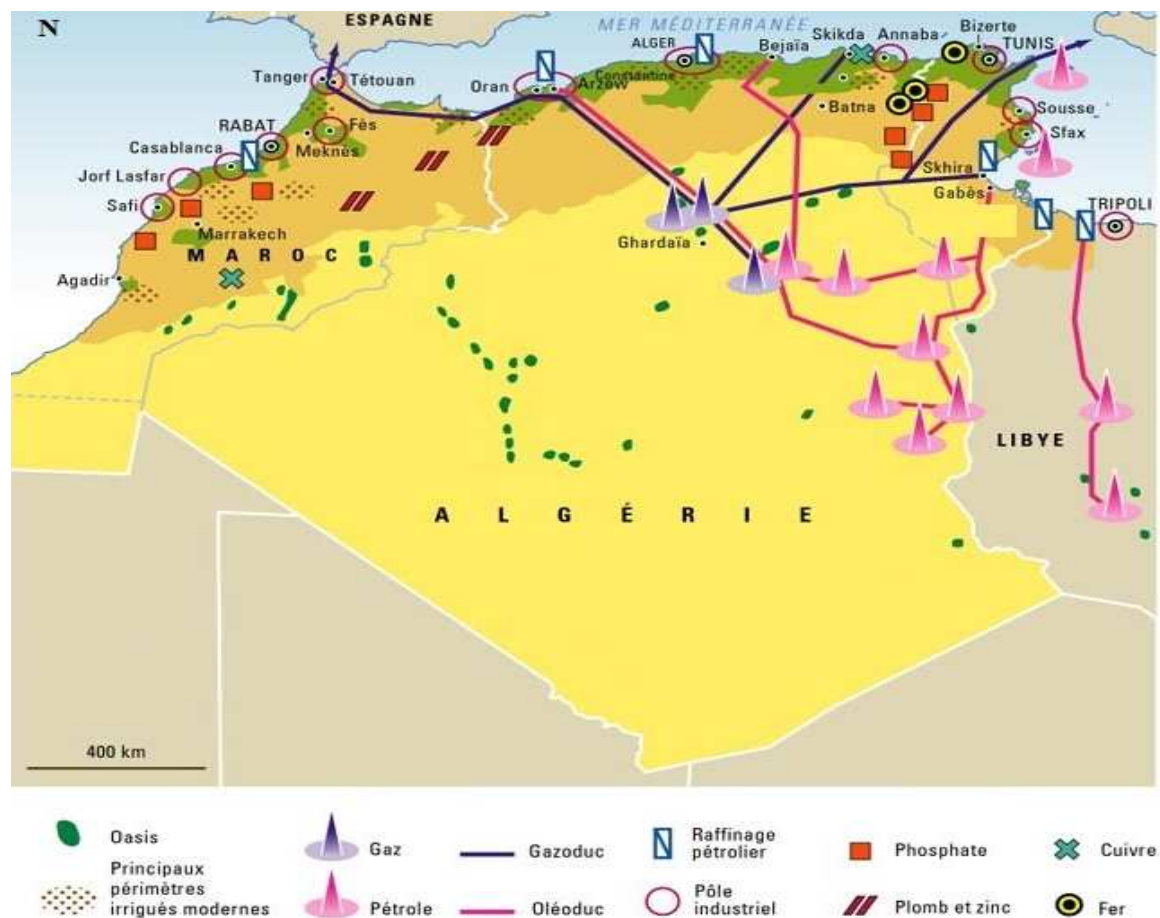 N
ESPAGNE
MER MÉDITERRANÉE
Bizerte
Skikda
Annaba
TUNIS
ALGER
Bejaïa
Tanger
Tétouan
Constantine
Oran
Arzew
Batna
Sousse
RABAT
Fès
Sfax
Casablanca
Meknès
Skhira
Jorf Lasfar
Gabès
Safi
TRIPOLI
Marrakech
Ghardaïa
MAROC
Agadir
LIBYE
ALGÉRIE
400 km
Oasis
Principaux
périmètres
irrigués modernes
Gaz
Pétrole
Gazoduc
Oléoduc
Raffinage
pétrolier
Pôle
industriel
Phosphate
Plomb et zinc
Cuivre
Fer